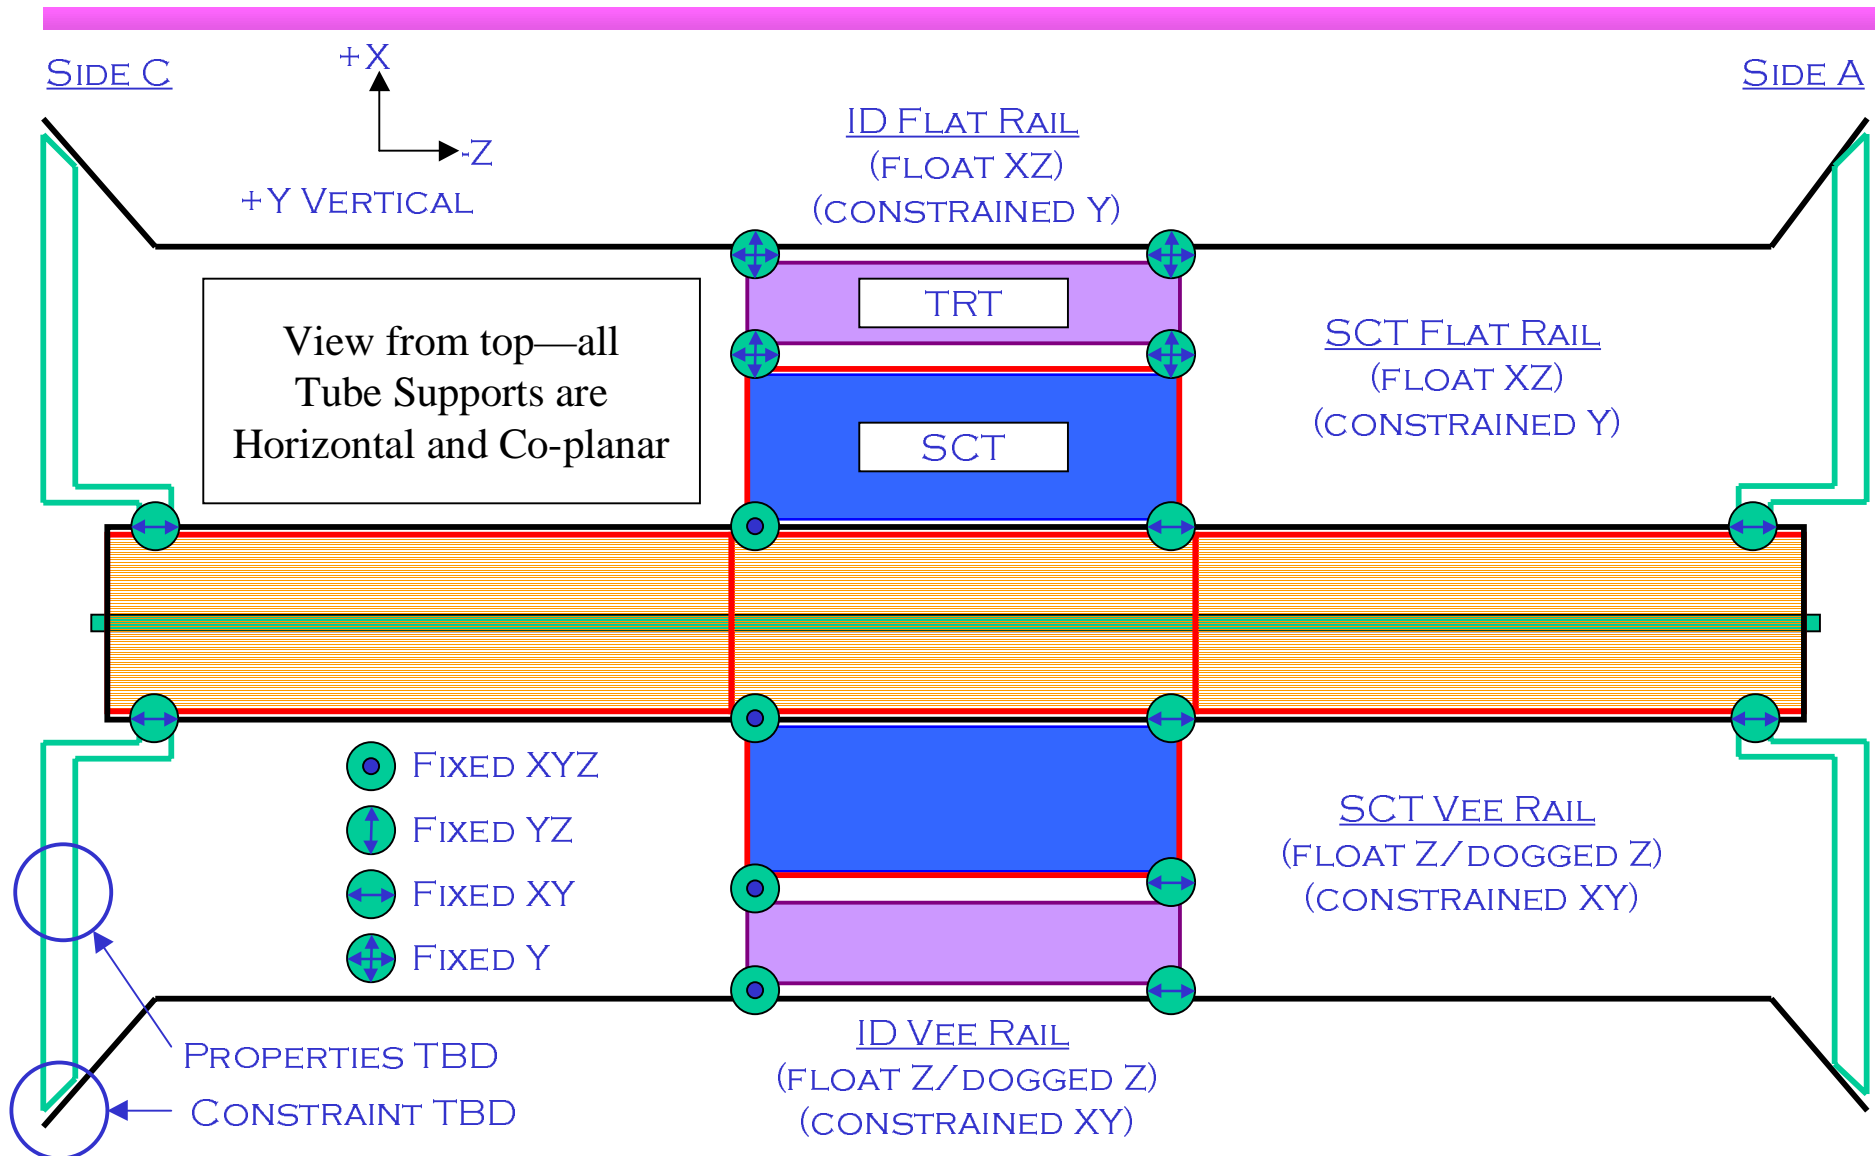 SIDE C
+X
-Z
+Y VERTICAL
SIDE A
ID FLAT RAIL
(FLOAT XZ)
(CONSTRAINED Y)
TRT
View from top—all
Tube Supports are
Horizontal and Co-planar
SCT FLAT RAIL
(FLOAT XZ)
(CONSTRAINED Y)
SCT
FIXED XYZ
FIXED YZ
FIXED XY
FIXED Y
SCT VEE RAIL
(FLOAT Z/DOGGED Z)
(CONSTRAINED XY)
PROPERTIES TBD
CONSTRAINT TBD
ID VEE RAIL
(FLOAT Z/DOGGED Z)
(CONSTRAINED XY)